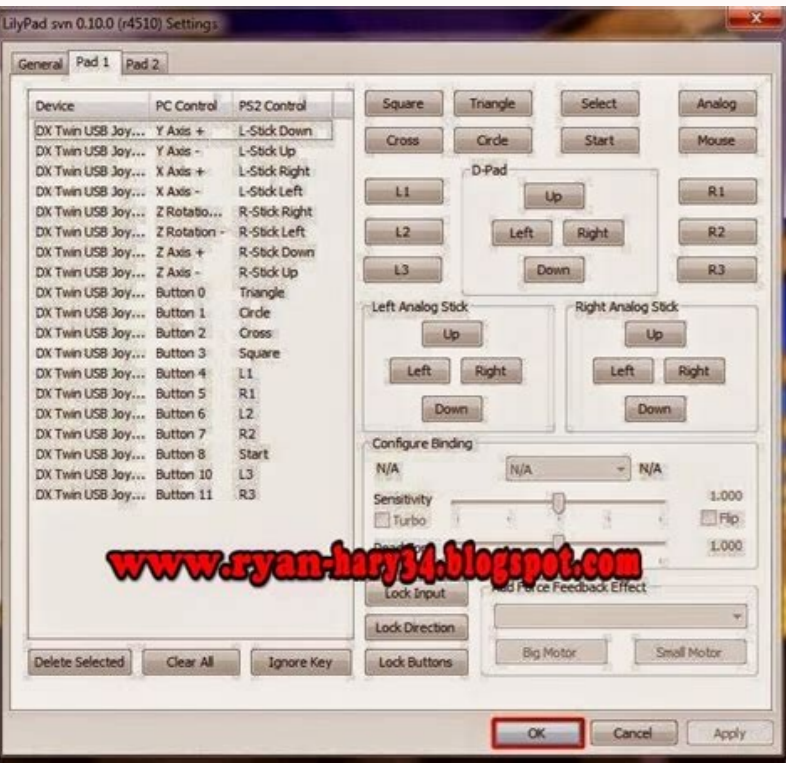 LilyPad svn 0.10.0 (r4510) Settings
General Pad 1 Pad 2
Device PC Control PS2 Control
DX Twin USB Joy... Y Axis + L-Stick Down
DX Twin USB Joy... Y Axis - L-Stick Up
DX Twin USB Joy... X Axis + L-Stick Right
DX Twin USB Joy... X Axis - L-Stick Left
DX Twin USB Joy... Z Rotatio... R-Stick Right
DX Twin USB Joy... Z Rotation - R-Stick Left
DX Twin USB Joy... Z Axis + R-Stick Down
DX Twin USB Joy... Z Axis - R-Stick Up
DX Twin USB Joy... Button 0 Triangle
DX Twin USB Joy... Button 1 Circle
DX Twin USB Joy... Button 2 Cross
DX Twin USB Joy... Button 3 Square
DX Twin USB Joy... Button 4 L1
DX Twin USB Joy... Button 5 R1
DX Twin USB Joy... Button 6 L2
DX Twin USB Joy... Button 7 R2
DX Twin USB Joy... Button 8 Start
DX Twin USB Joy... Button 10 L3
DX Twin USB Joy... Button 11 R3
Delete Selected Clear All Ignore Key
Square Triangle Select Analog
Cross Circle Start Mouse
D-Pad
L1 Up R1
L2 Left Right R2
L3 Down R3
Left Analog Stick Right Analog Stick
Up Up
Left Right Left Right
Down Down
Configure Binding
N/A N/A N/A
Sensitivity 1.000
Turbo Flip
1.000
www.ryan-hary34.blogspot.com
Lock Input Add Force Feedback Effect
Lock Direction
Lock Buttons Big Motor Small Motor
OK Cancel Apply